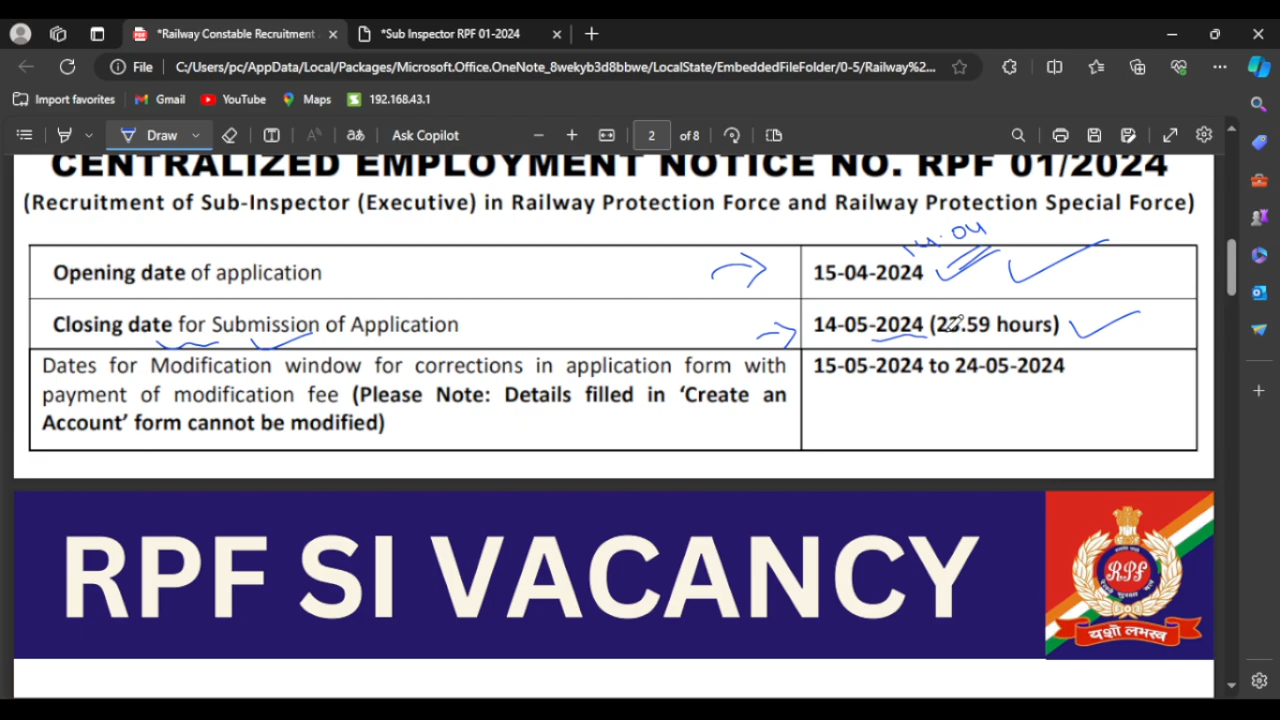 *Railway Constable Recruitment
*Sub Inspector RPF 01-2024
File
C:/Users/pc/AppData/Local/Packages/Microsoft.Office.OneNote_8wekyb3d8bbwe/LocalState/EmbeddedFileFolder/0-5/Railway%2...
Import favorites
Gmail
YouTube
Maps
192.168.43.1
Draw
Ask Copilot
2
of 8
CENTRALIZED EMPLOYMENT NOTICE NO. RPF 01/2024
(Recruitment of Sub-Inspector (Executive) in Railway Protection Force and Railway Protection Special Force)
14.04
Opening date of application
15-04-2024
Closing date for Submission of Application
14-05-2024 (23.59 hours)
Dates for Modification window for corrections in application form with
payment of modification fee (Please Note: Details filled in ‘Create an
Account’ form cannot be modified)
15-05-2024 to 24-05-2024
RPF SI VACANCY
RPF
यशो लभस्व